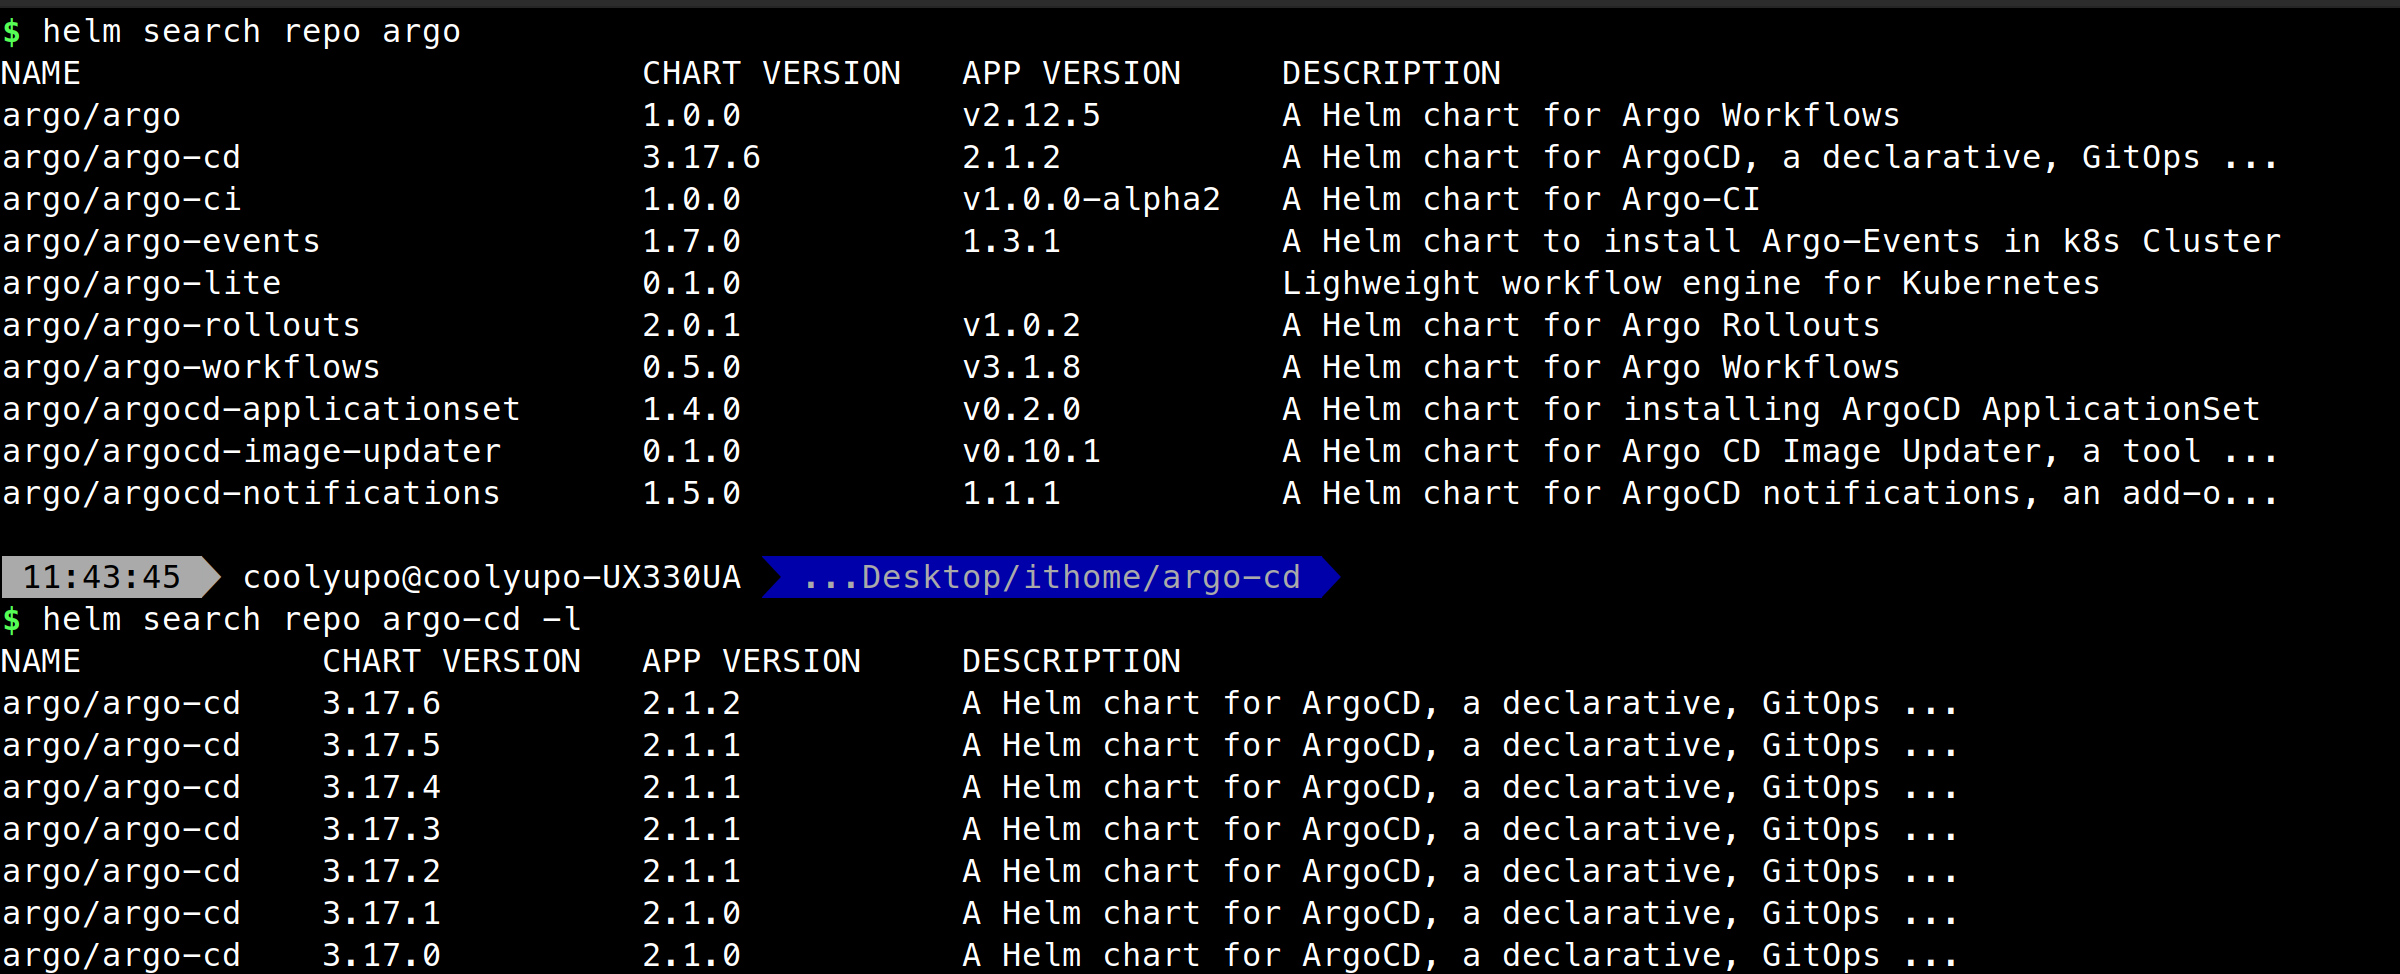 $ helm search repo argo
NAME CHART VERSION APP VERSION DESCRIPTION
argo/argo 1.0.0 v2.12.5 A Helm chart for Argo Workflows
argo/argo-cd 3.17.6 2.1.2 A Helm chart for ArgoCD, a declarative, GitOps ...
argo/argo-ci 1.0.0 v1.0.0-alpha2 A Helm chart for Argo-CI
argo/argo-events 1.7.0 1.3.1 A Helm chart to install Argo-Events in k8s Cluster
argo/argo-lite 0.1.0 Lighweight workflow engine for Kubernetes
argo/argo-rollouts 2.0.1 v1.0.2 A Helm chart for Argo Rollouts
argo/argo-workflows 0.5.0 v3.1.8 A Helm chart for Argo Workflows
argo/argocd-applicationset 1.4.0 v0.2.0 A Helm chart for installing ArgoCD ApplicationSet
argo/argocd-image-updater 0.1.0 v0.10.1 A Helm chart for Argo CD Image Updater, a tool ...
argo/argocd-notifications 1.5.0 1.1.1 A Helm chart for ArgoCD notifications, an add-o...
11:43:45 coolyupo@coolyupo-UX330UA ...Desktop/ithome/argo-cd
$ helm search repo argo-cd -l
NAME CHART VERSION APP VERSION DESCRIPTION
argo/argo-cd 3.17.6 2.1.2 A Helm chart for ArgoCD, a declarative, GitOps ...
argo/argo-cd 3.17.5 2.1.1 A Helm chart for ArgoCD, a declarative, GitOps ...
argo/argo-cd 3.17.4 2.1.1 A Helm chart for ArgoCD, a declarative, GitOps ...
argo/argo-cd 3.17.3 2.1.1 A Helm chart for ArgoCD, a declarative, GitOps ...
argo/argo-cd 3.17.2 2.1.1 A Helm chart for ArgoCD, a declarative, GitOps ...
argo/argo-cd 3.17.1 2.1.0 A Helm chart for ArgoCD, a declarative, GitOps ...
argo/argo-cd 3.17.0 2.1.0 A Helm chart for ArgoCD, a declarative, GitOps ...